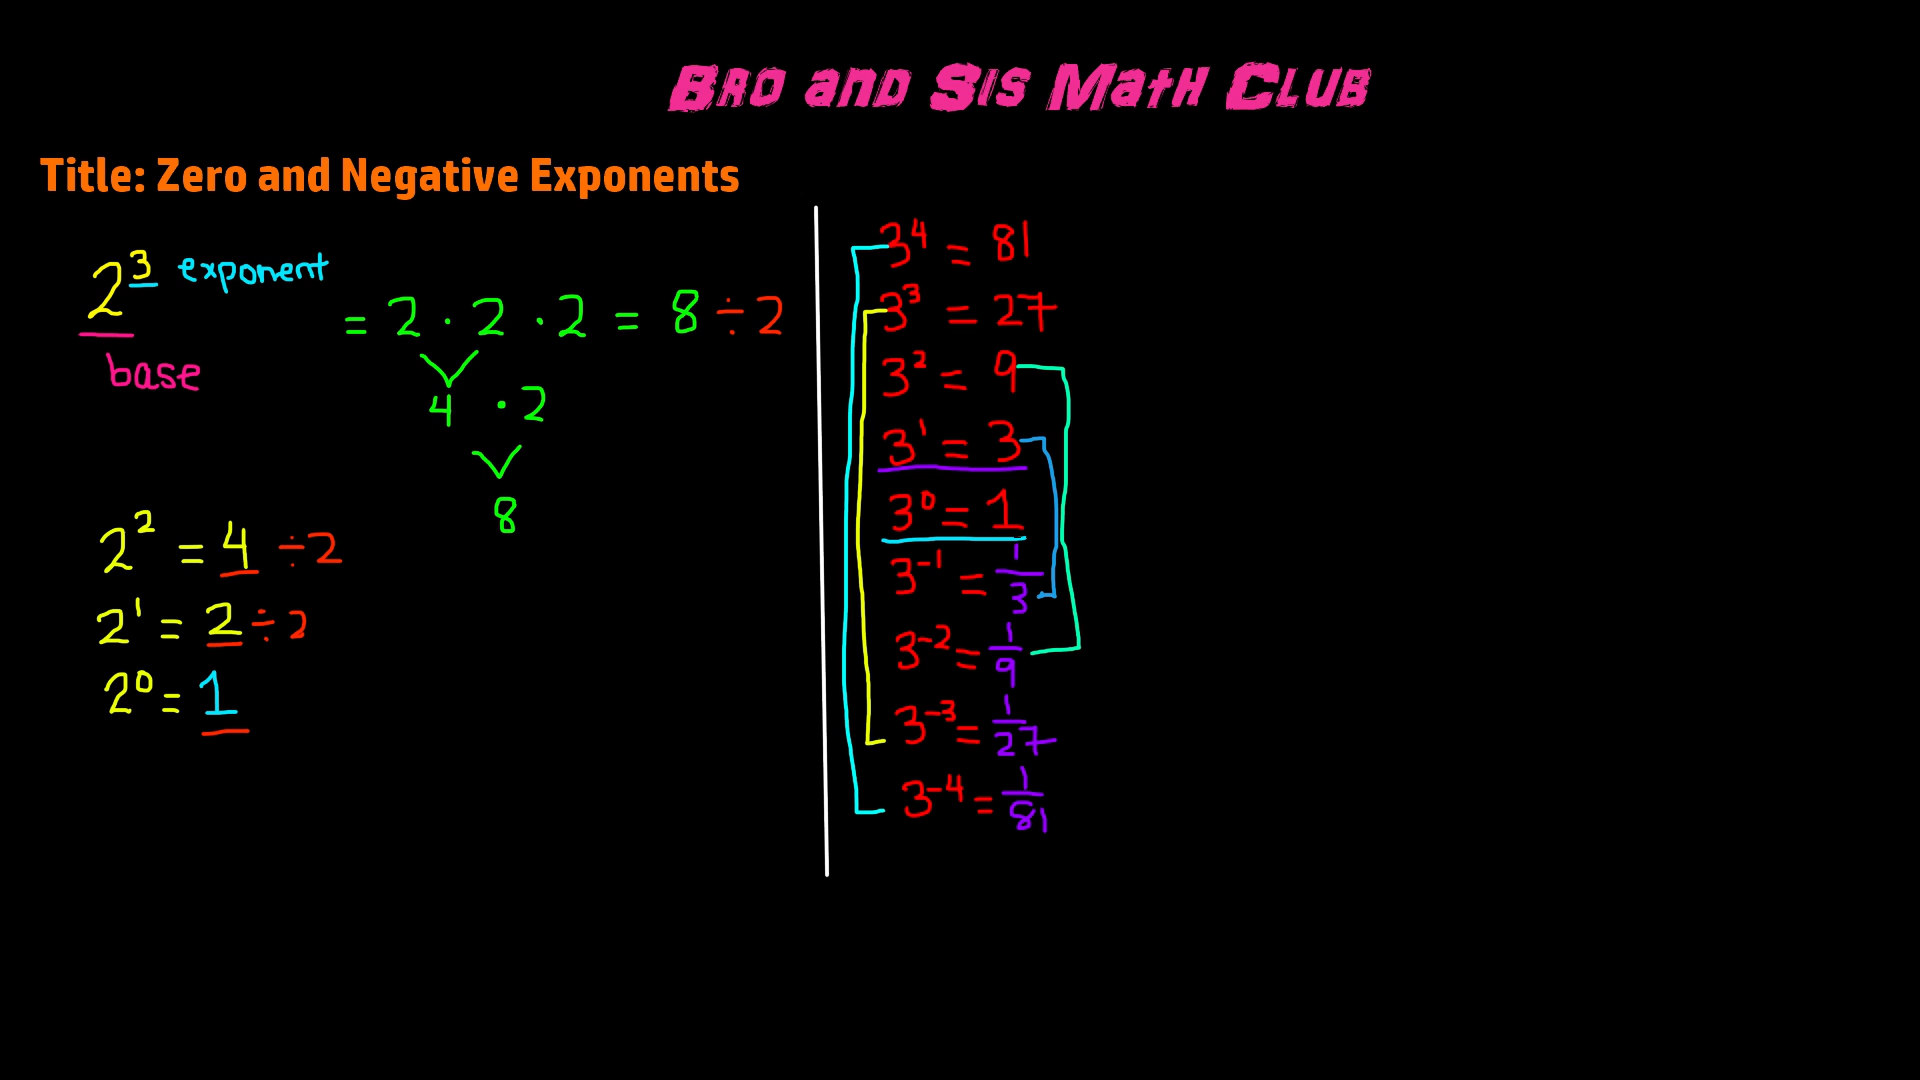 Bro and Sis Math Club
Title: Zero and Negative Exponents
2³ exponent
base
= 2 · 2 · 2 = 8 ÷ 2
4 · 2
8
2² = 4 ÷ 2
2¹ = 2 ÷ 2
2⁰ = 1
3⁴ = 81
3³ = 27
3² = 9
3¹ = 3
3⁰ = 1
3⁻¹ = 1/3
3⁻² = 1/9
3⁻³ = 1/27
3⁻⁴ = 1/81